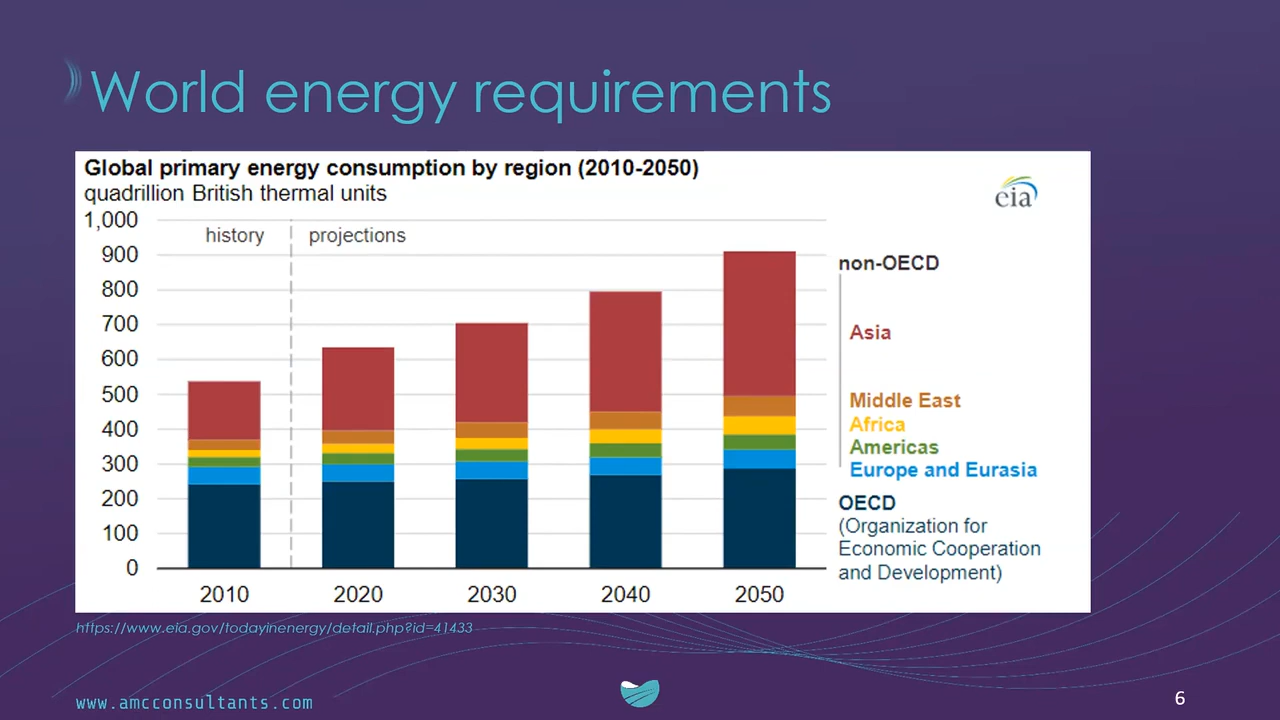 World energy requirements
Global primary energy consumption by region (2010-2050)
quadrillion British thermal units
eia
1,000
900
800
700
600
500
400
300
200
100
0
history
projections
2010
2020
2030
2040
2050
non-OECD
Asia
Middle East
Africa
Americas
Europe and Eurasia
OECD
(Organization for
Economic Cooperation
and Development)
https://www.eia.gov/todayinenergy/detail.php?id=41433
www.amcconsultants.com
6